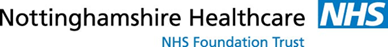 Nottinghamshire Healthcare NHS
NHS Foundation Trust